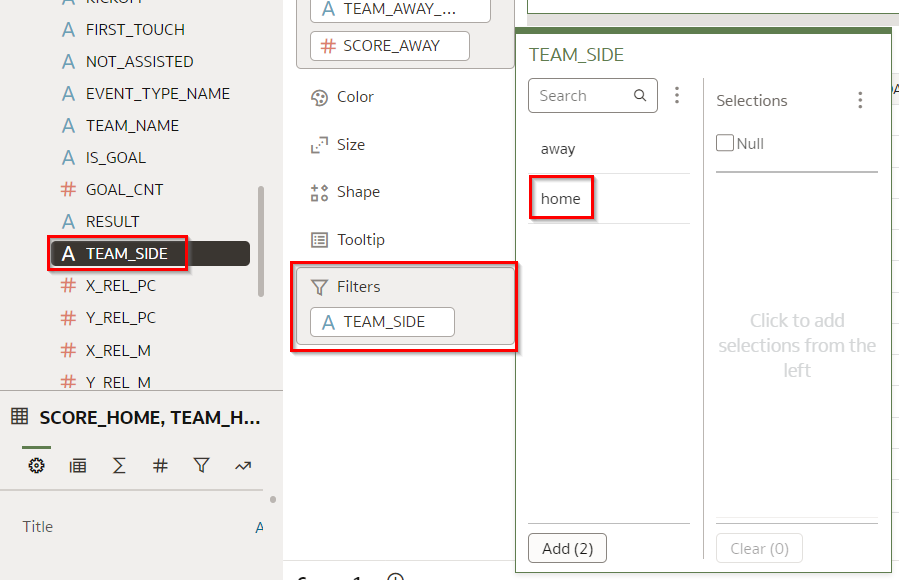 FIRST_TOUCH
NOT_ASSISTED
EVENT_TYPE_NAME
TEAM_NAME
IS_GOAL
GOAL_CNT
RESULT
TEAM_SIDE
X_REL_PC
Y_REL_PC
X_REL_M
Y_REL_M
SCORE_HOME, TEAM_H...
Title
TEAM_AWAY_...
SCORE_AWAY
Color
Size
Shape
Tooltip
Filters
TEAM_SIDE
TEAM_SIDE
Search
away
home
Add (2)
Selections
Null
Click to add
selections from the
left
Clear (0)